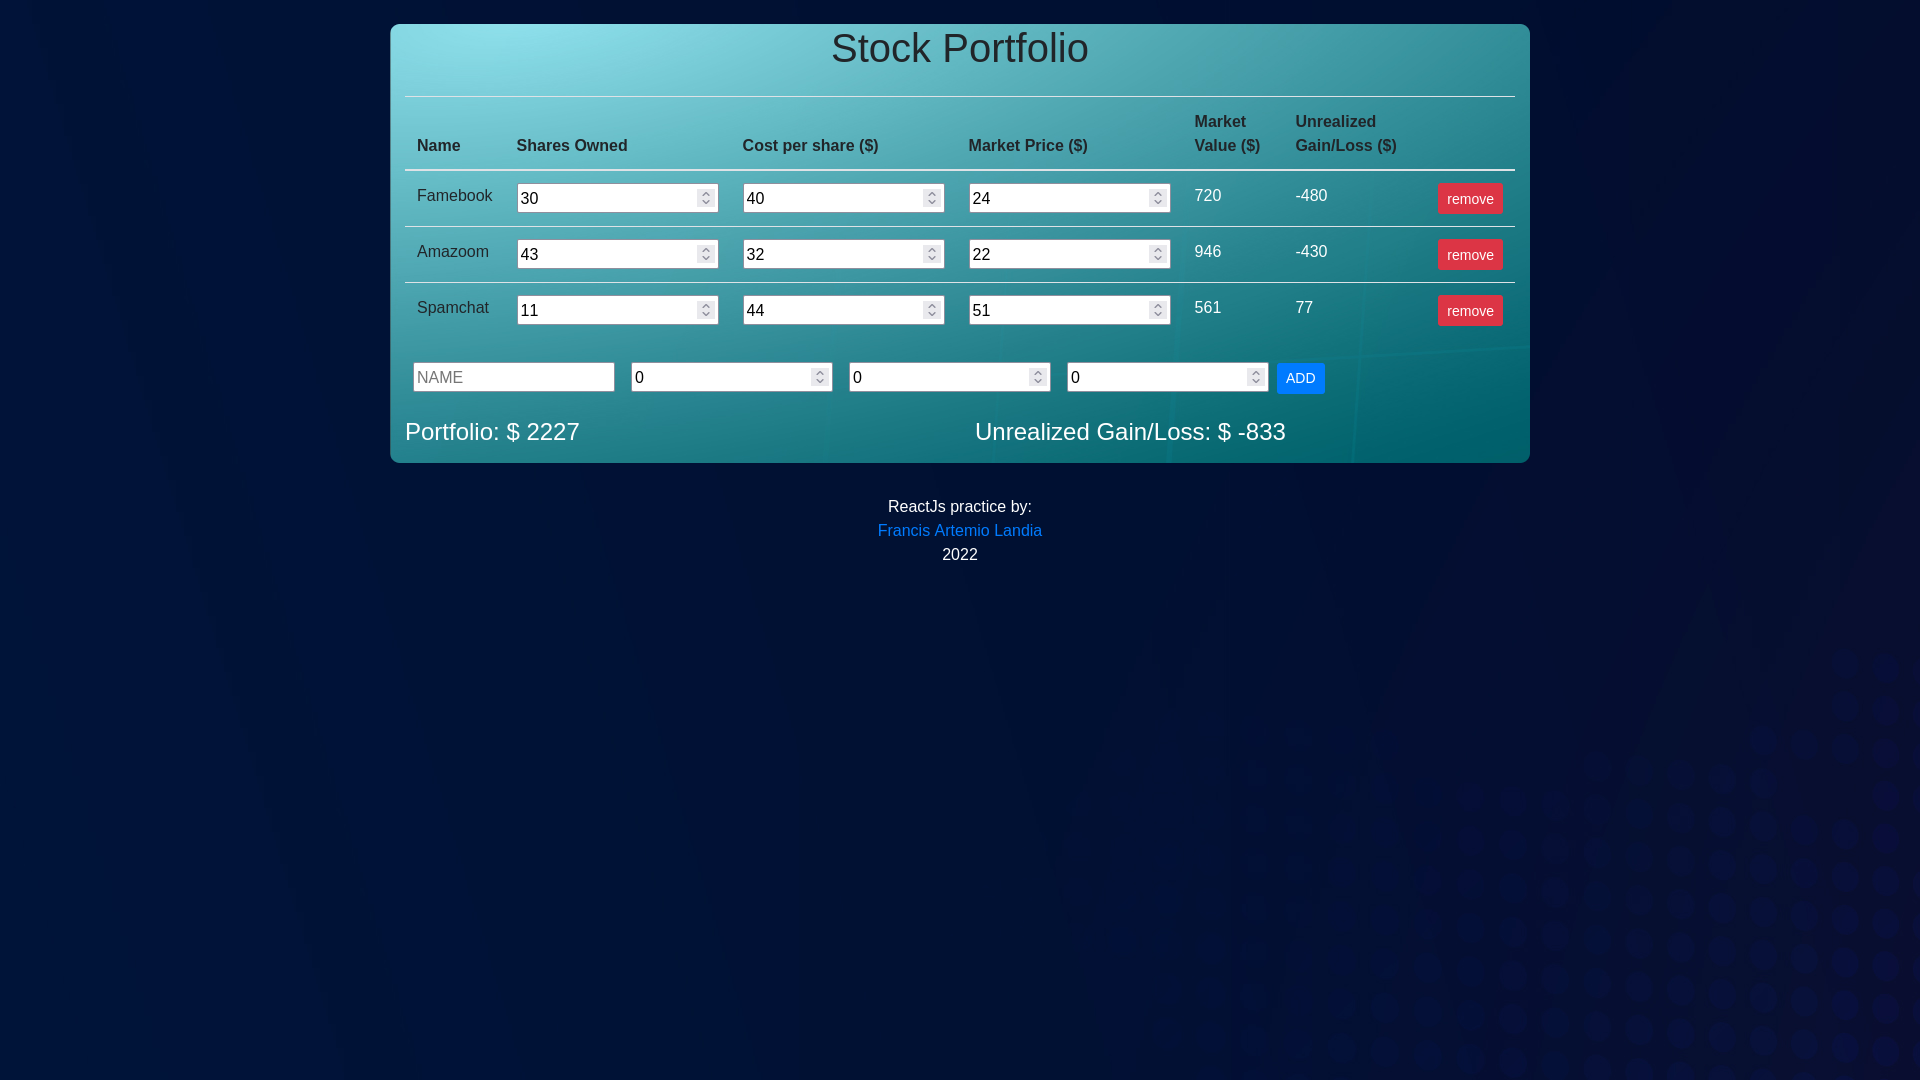 Stock Portfolio
Name Shares Owned Cost per share ($) Market Price ($) Market Value ($) Unrealized Gain/Loss ($)
Famebook 30 40 24 720 -480 remove
Amazoom 43 32 22 946 -430 remove
Spamchat 11 44 51 561 77 remove
NAME 0 0 0 ADD
Portfolio: $ 2227 Unrealized Gain/Loss: $ -833
ReactJs practice by:
Francis Artemio Landia
2022